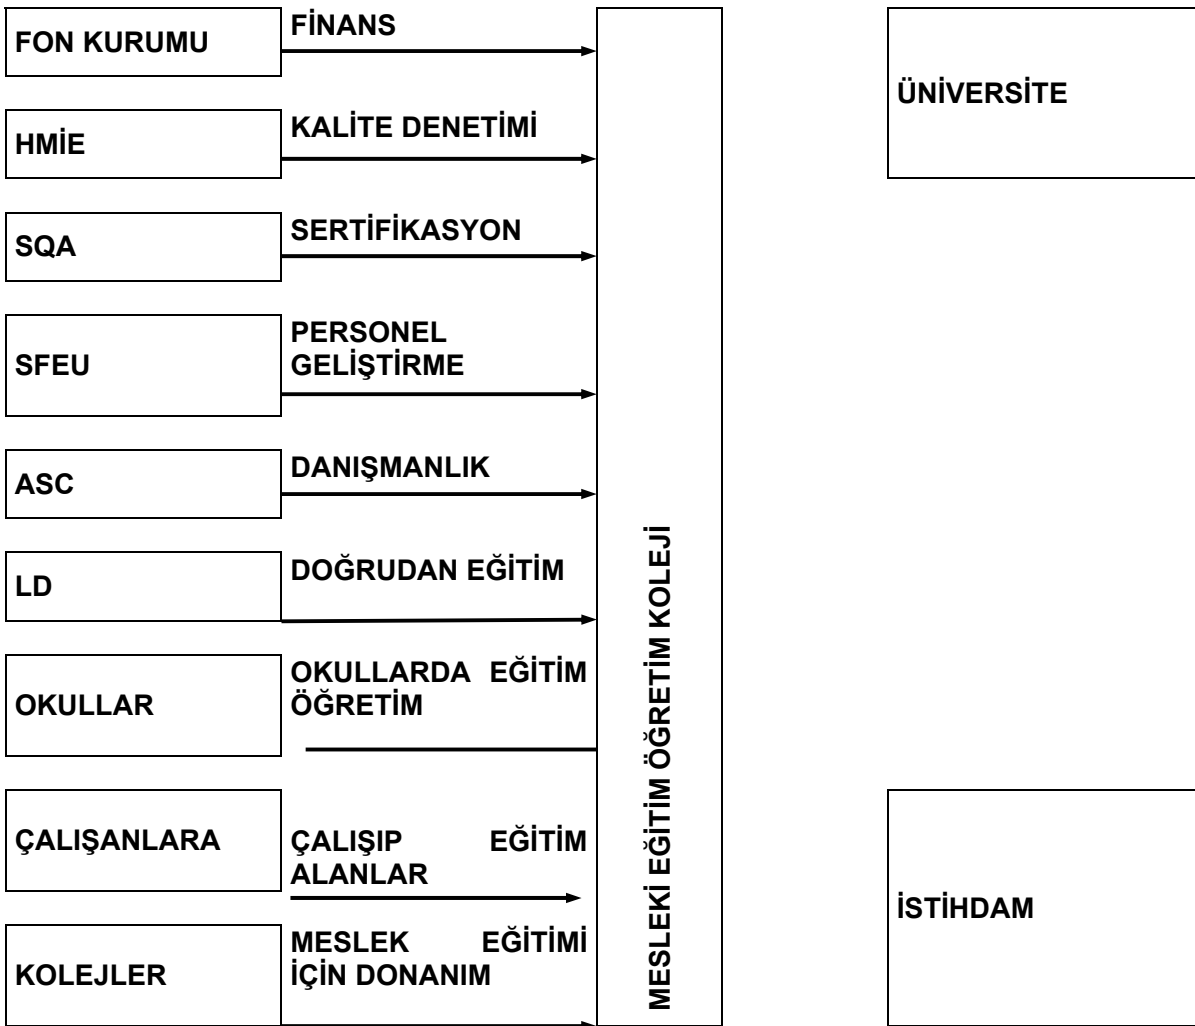 FON KURUMU
FİNANS
HMİE
KALİTE DENETİMİ
SQA
SERTİFİKASYON
SFEU
PERSONEL
GELİŞTİRME
ASC
DANIŞMANLIK
LD
DOĞRUDAN EĞİTİM
OKULLAR
OKULLARDA EĞİTİM
ÖĞRETİM
ÇALIŞANLARA
ÇALIŞIP EĞİTİM
ALANLAR
KOLEJLER
MESLEK EĞİTİMİ
İÇİN DONANIM
MESLEKİ EĞİTİM ÖĞRETİM KOLEJİ
ÜNİVERSİTE
İSTİHDAM